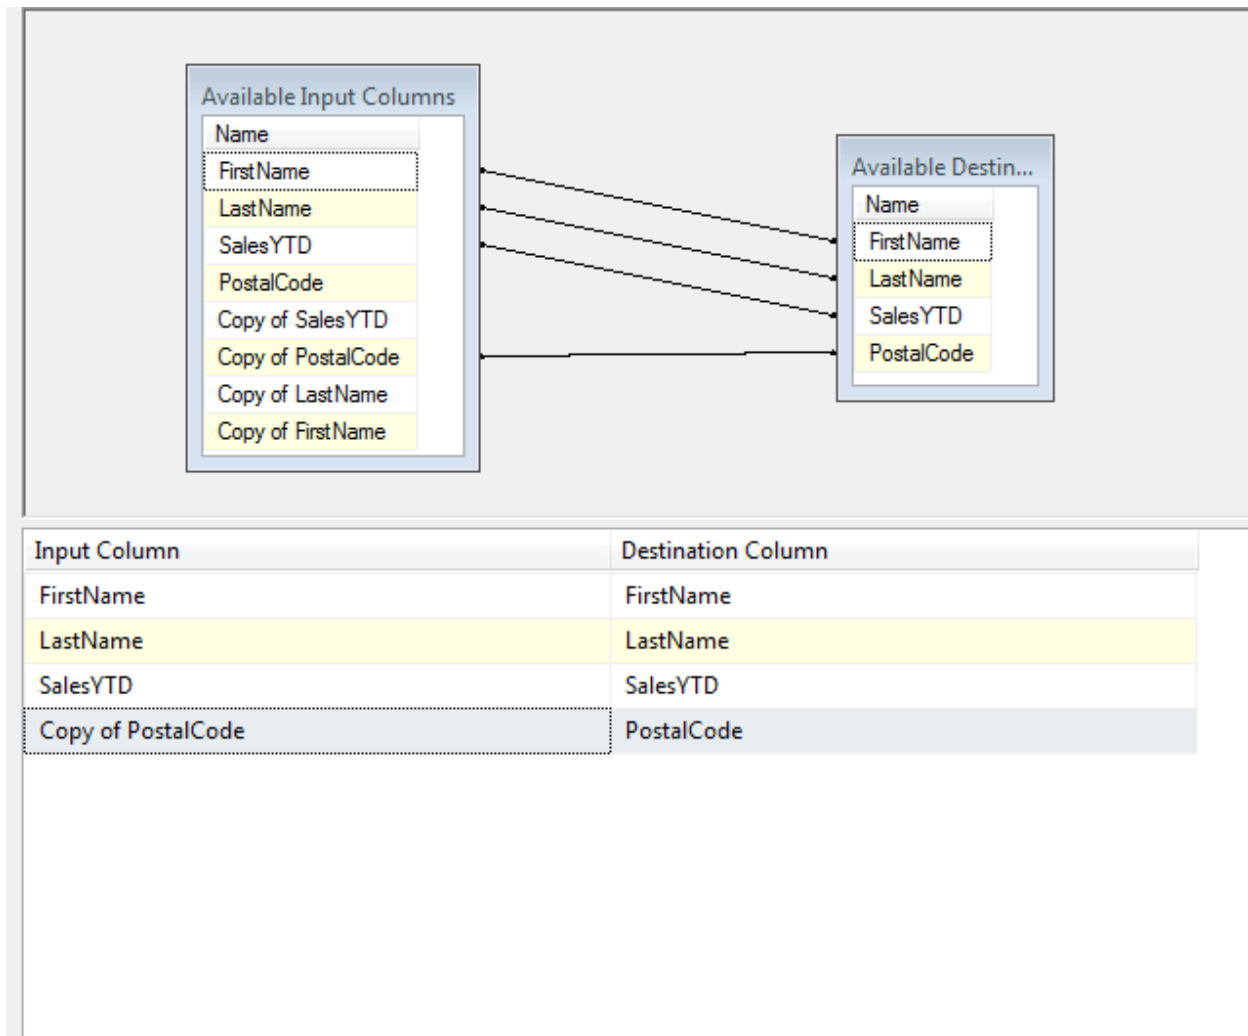 Available Input Columns
Name
FirstName
LastName
SalesYTD
PostalCode
Copy of SalesYTD
Copy of PostalCode
Copy of LastName
Copy of FirstName
Available Destin...
Name
FirstName
LastName
SalesYTD
PostalCode
Input Column Destination Column
FirstName FirstName
LastName LastName
SalesYTD SalesYTD
Copy of PostalCode PostalCode